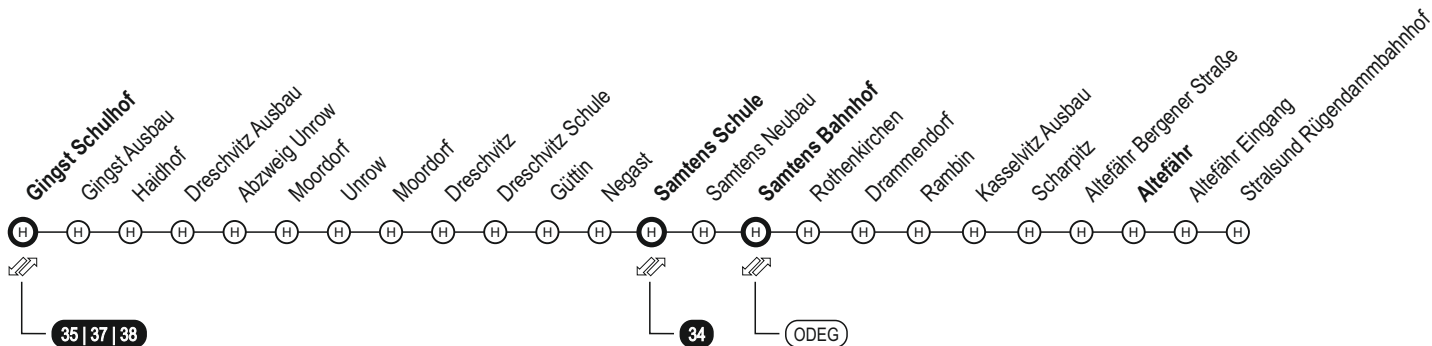 Gingst Schulhof
Gingst Ausbau
Haidhof
Dreschvitz Ausbau
Abzweig Unrow
Moordorf
Unrow
Moordorf
Dreschvitz
Dreschvitz Schule
Güttin
Negast
Samtens Schule
Samtens Neubau
Samtens Bahnhof
Rothenkirchen
Drammendorf
Rambin
Kasselvitz Ausbau
Scharpitz
Altefähr Bergener Straße
Altefähr
Altefähr Eingang
Stralsund Rügendammbahnhof
H H H H H H H H H H H H H H H H H H H H H H H H
35 | 37 | 38
34
ODEG